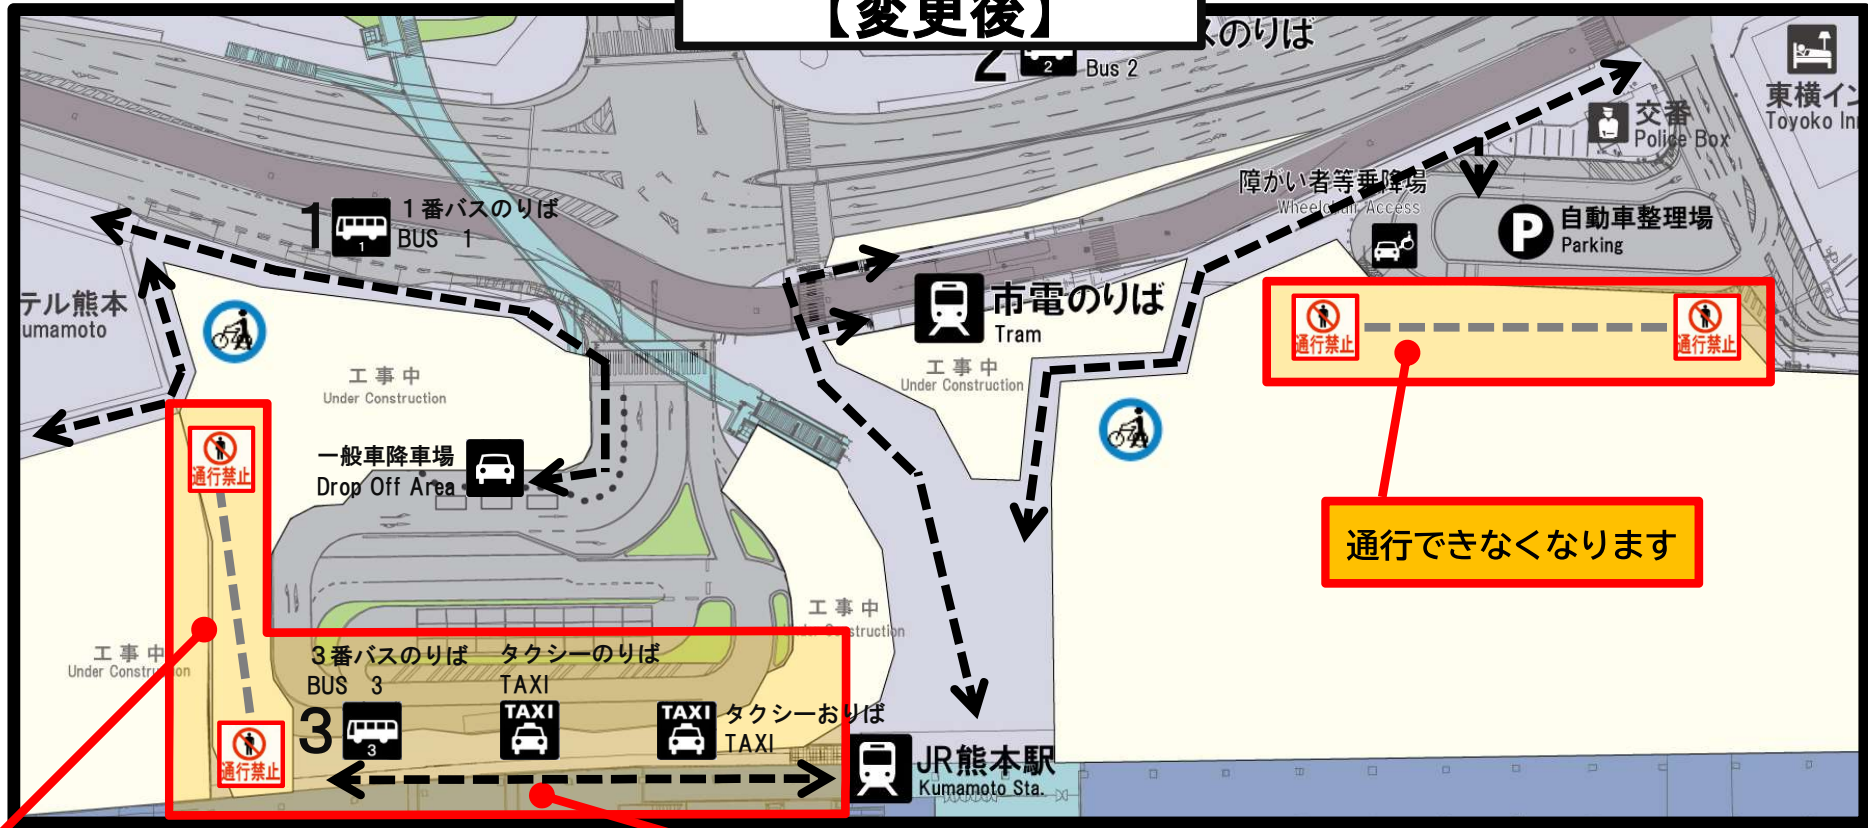 【変更後】
スのりば
2
2
Bus 2
東横イン
Toyoko Inn
交番
Police Box
障がい者等乗降場
Wheelchair Access
P
自動車整理場
Parking
1
1
1番バスのりば
BUS 1
テル熊本
umamoto
市電のりば
Tram
工事中
Under Construction
工事中
Under Construction
通行禁止
通行禁止
一般車降車場
Drop Off Area
通行禁止
通行できなくなります
工事中
Under Construction
工事中
Under Construction
3番バスのりば
BUS 3
3
3
タクシーのりば
TAXI
TAXI
TAXI
タクシーおりば
TAXI
通行禁止
JR熊本駅
Kumamoto Sta.